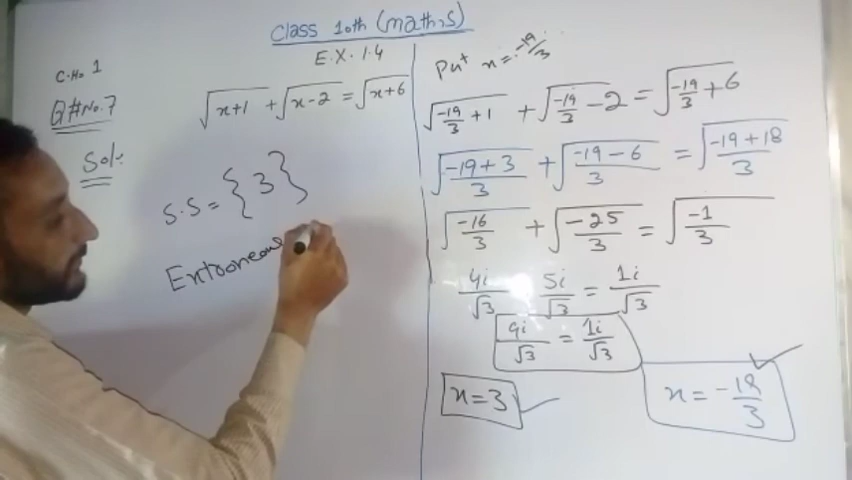 Class 10th (maths)
E.X. 1.4
C.No 1
Q#No.7
√x+1 + √x-2 = √x+6
Sol:
S.S = {3}
Extraneous
Put x = -19/3
√-19/3 + 1 + √-19/3 - 2 = √-19/3 + 6
√-19+3/3 + √-19-6/3 = √-19+18/3
√-16/3 + √-25/3 = √-1/3
4i/√3 5i/√3 = 1i/√3
9i/√3 = 1i/√3
x = 3
x = -19/3